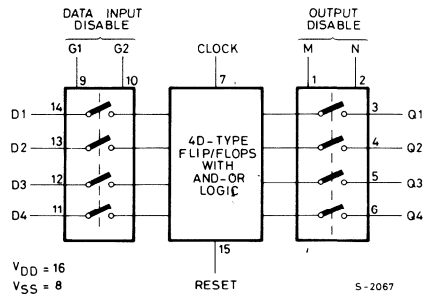 DATA INPUT
DISABLE
OUTPUT
DISABLE
G1 G2
CLOCK
M N
9 10
7
1 2
D1 14
3 Q1
D2 13
4 Q2
D3 12
5 Q3
D4 11
6 Q4
4D-TYPE
FLIP/FLOPS
WITH
AND-OR
LOGIC
15
RESET
VDD = 16
VSS = 8
S-2067